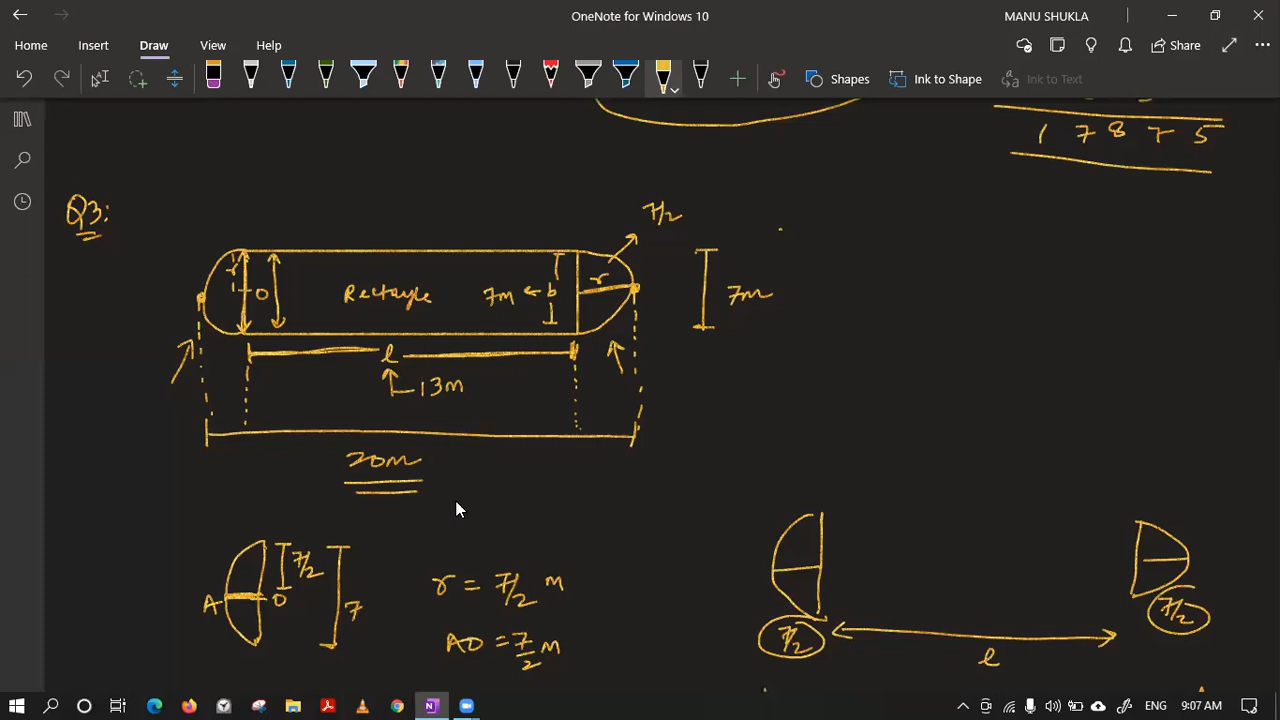 OneNote for Windows 10
MANU SHUKLA
Home Insert Draw View Help
Share
Shapes
Ink to Shape
Ink to Text
1 7 8 7 5
Q3:
7/2
r
O
Rectangle
7m
b
r
7m
l
13m
20m
7/2
A
O
7
r = 7/2 m
AO = 7/2 m
7/2
l
7/2
ENG 9:07 AM